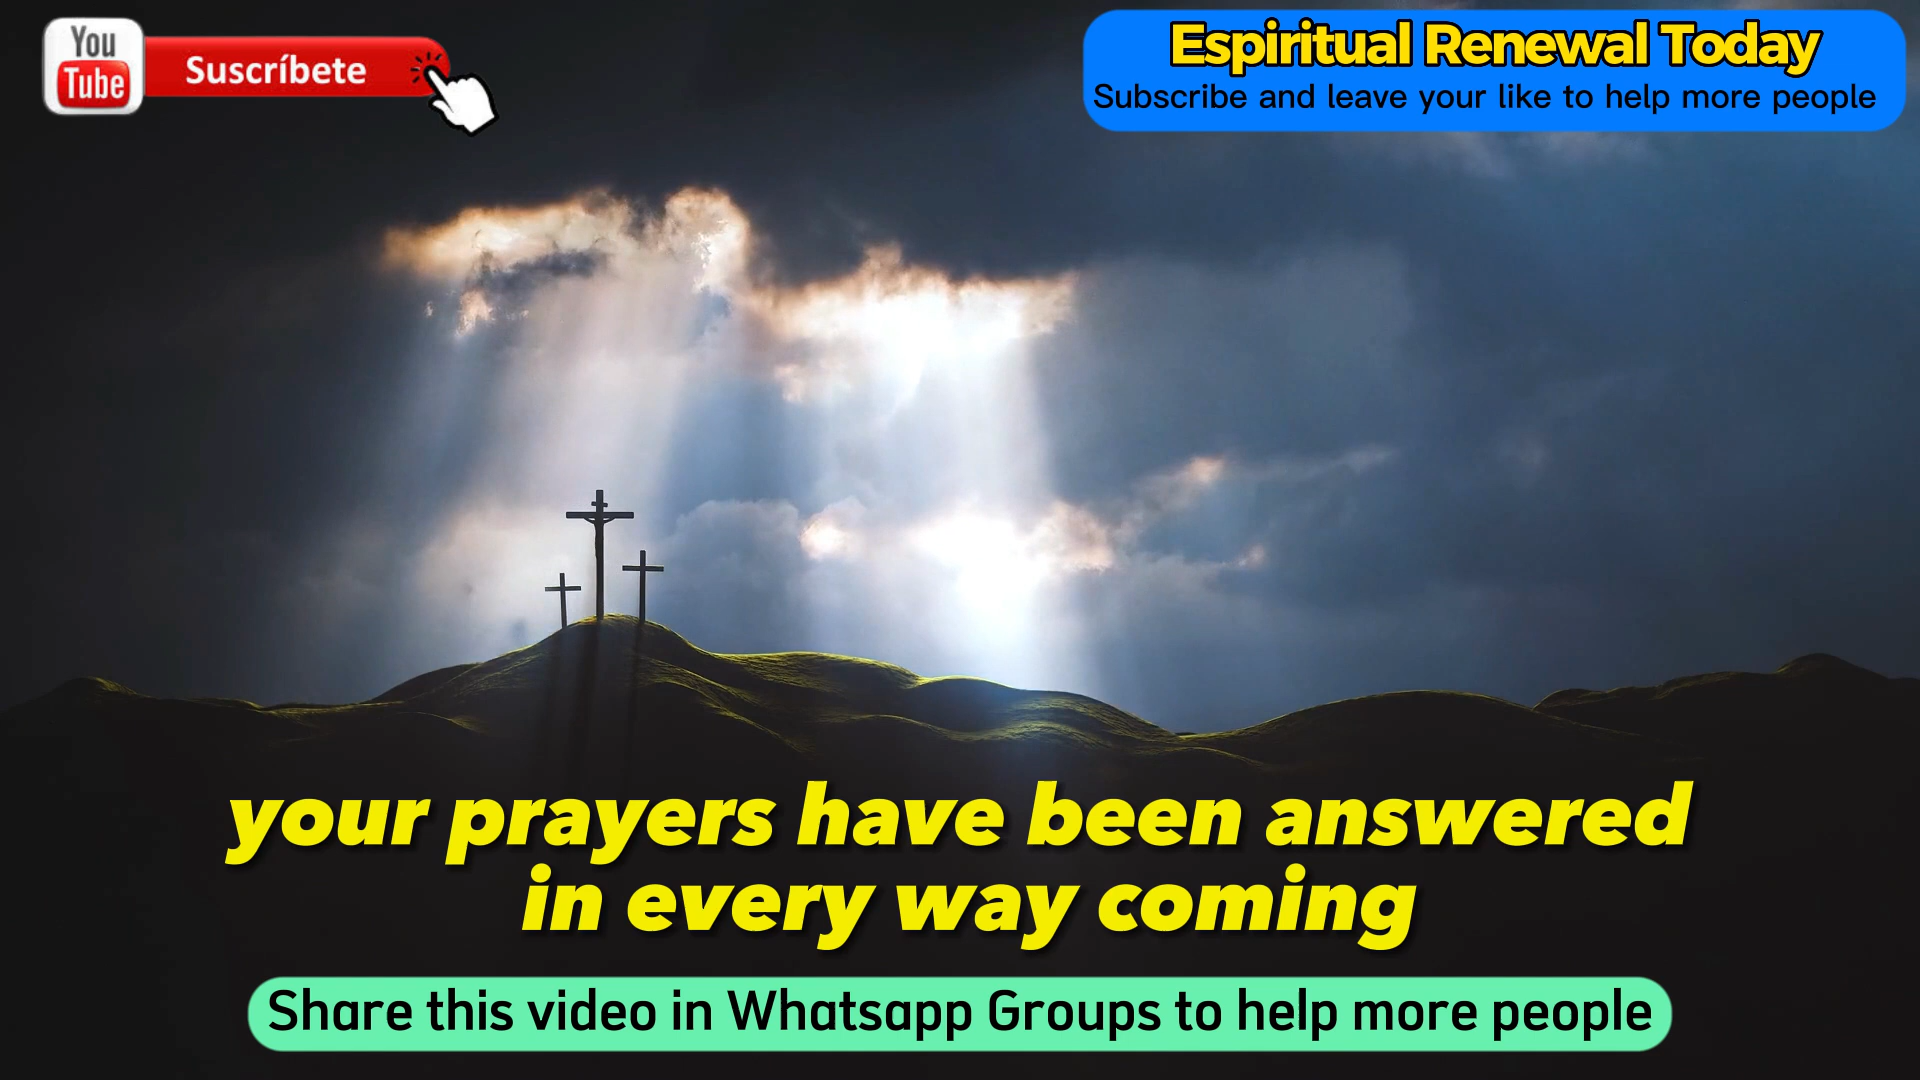 You
Tube
Suscríbete
Espiritual Renewal Today
Subscribe and leave your like to help more people
your prayers have been answered
in every way coming
Share this video in Whatsapp Groups to help more people